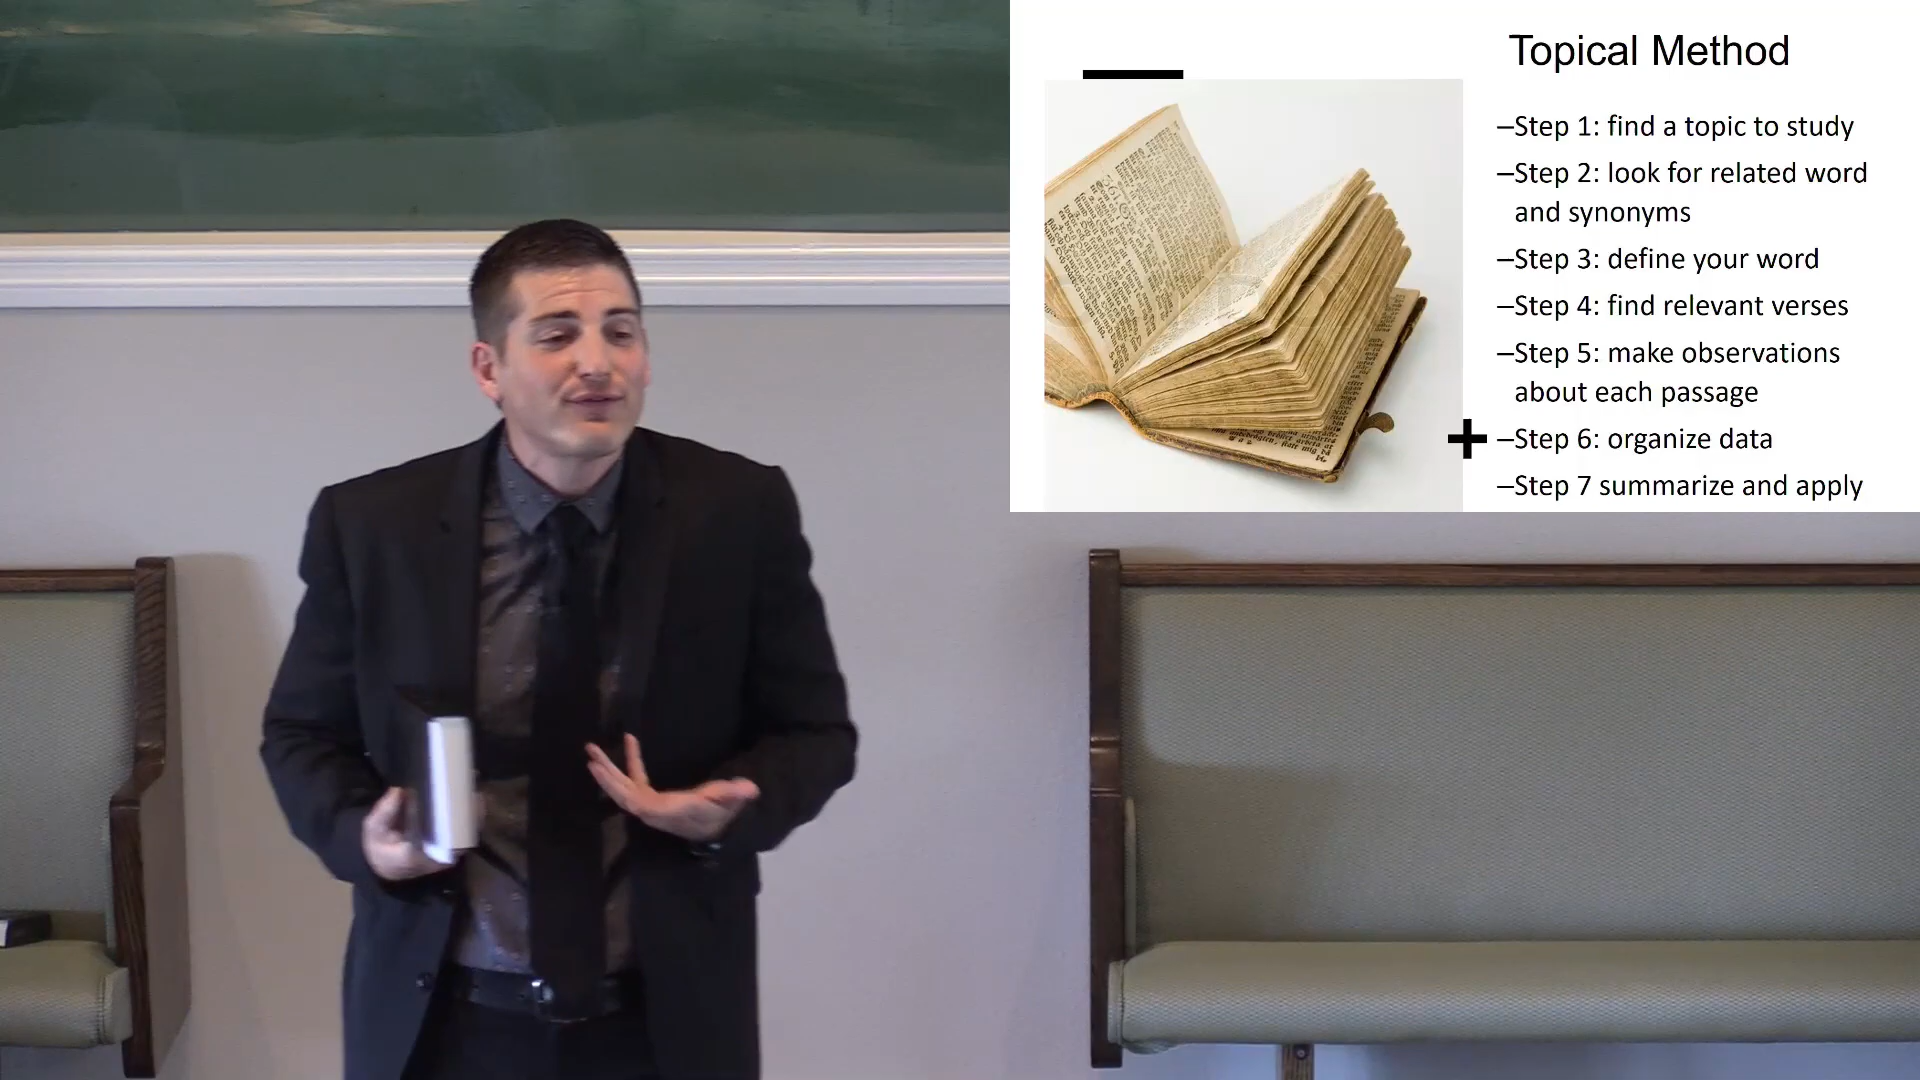 Topical Method
–Step 1: find a topic to study
–Step 2: look for related word
and synonyms
–Step 3: define your word
–Step 4: find relevant verses
–Step 5: make observations
about each passage
–Step 6: organize data
–Step 7 summarize and apply